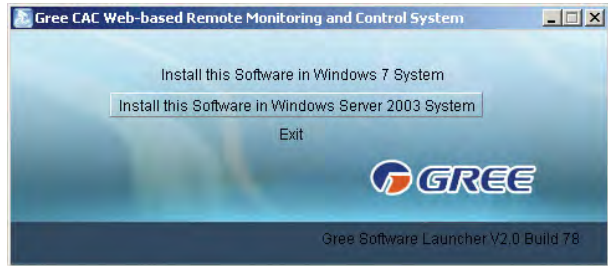 Gree CAC Web-based Remote Monitoring and Control System
Install this Software in Windows 7 System
Install this Software in Windows Server 2003 System
Exit
GREE
Gree Software Launcher V2.0 Build 78